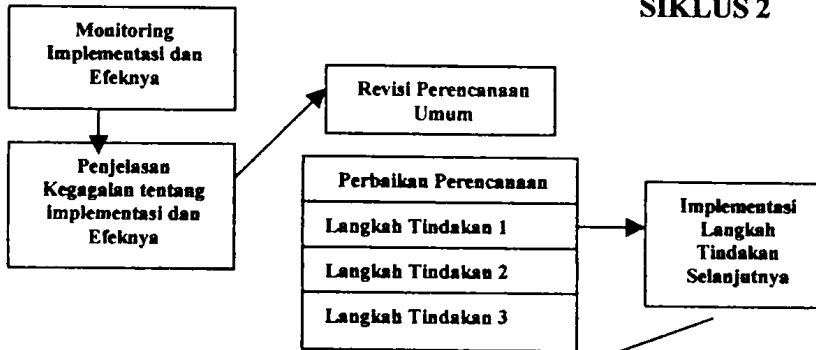 SIKLUS 2
Monitoring
Implementasi dan
Efeknya
Revisi Perencanaan
Umum
Penjelasan
Kegagalan tentang
implementasi dan
Efeknya
Perbaikan Perencanaan
Langkah Tindakan 1
Langkah Tindakan 2
Langkah Tindakan 3
Implementasi
Langkah
Tindakan
Selanjutnya